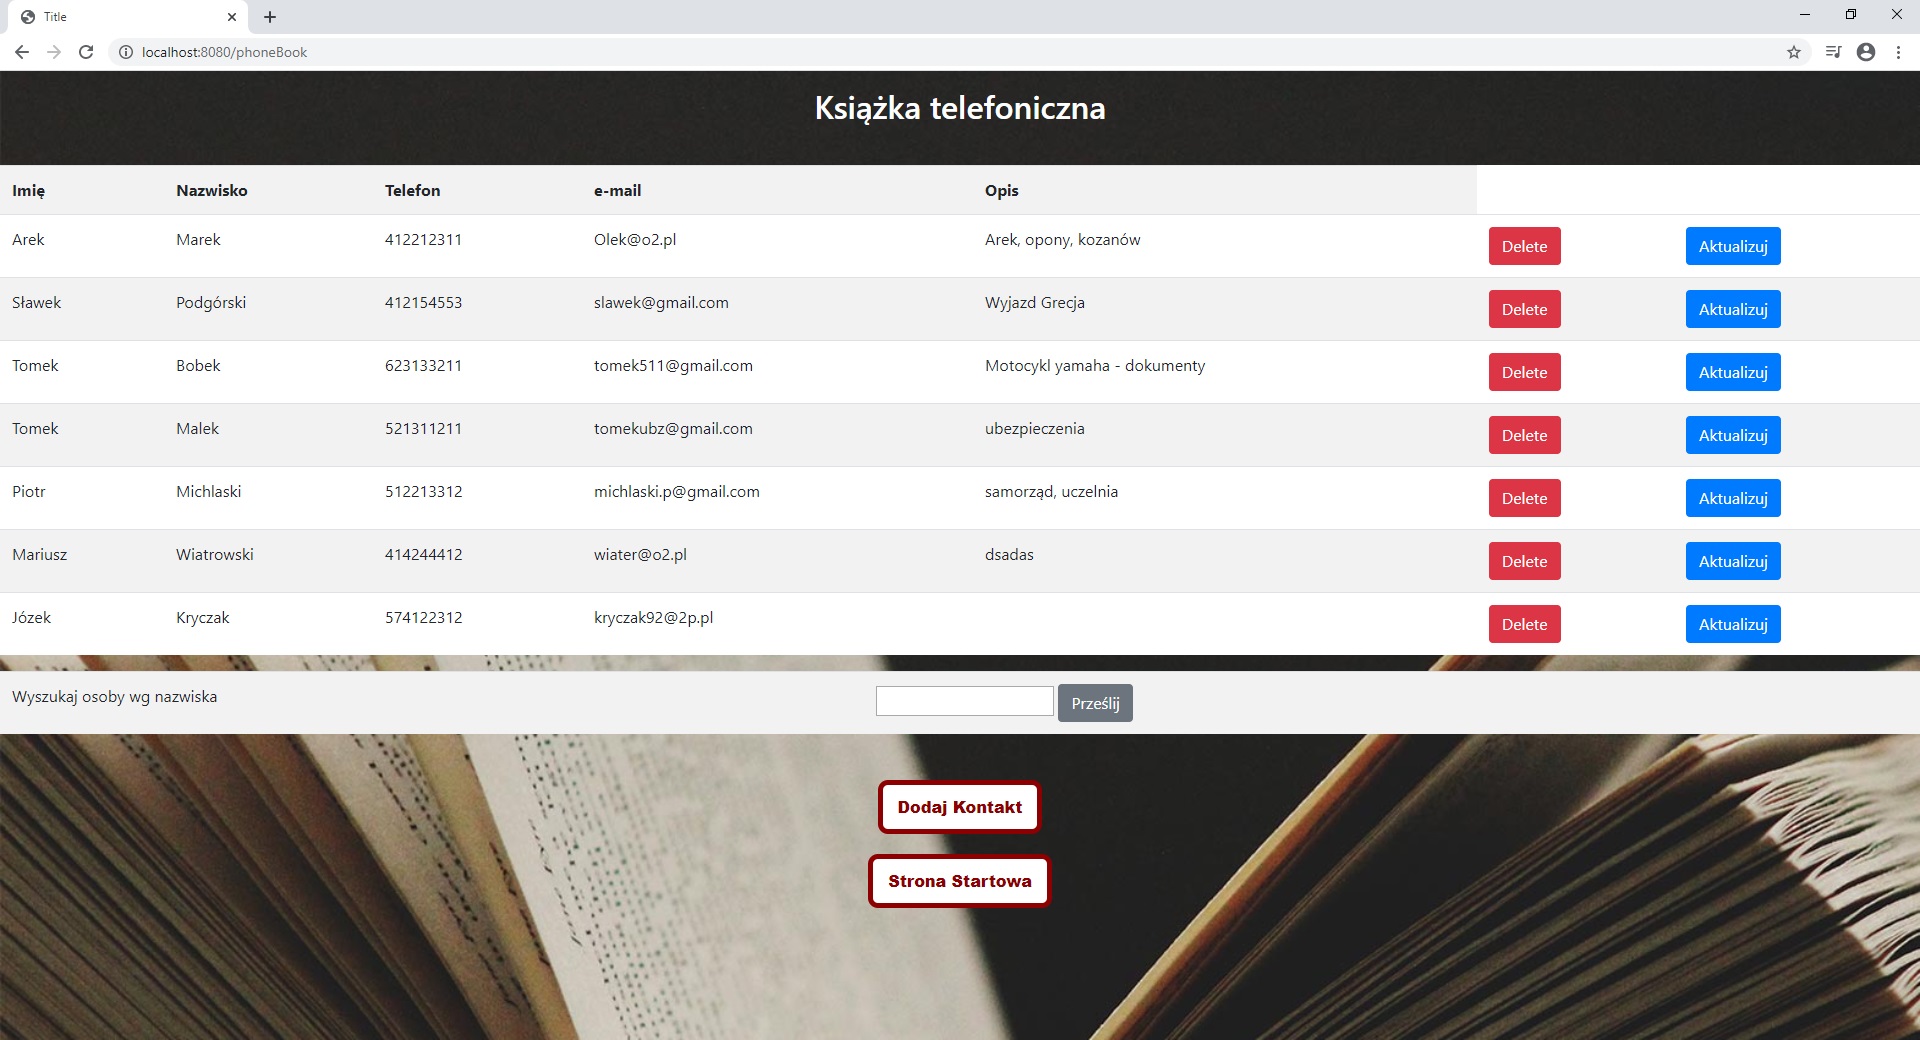 Title
localhost:8080/phoneBook
Książka telefoniczna
Imię Nazwisko Telefon e-mail Opis
Arek Marek 412212311 Olek@o2.pl Arek, opony, kozanów Delete Aktualizuj
Sławek Podgórski 412154553 slawek@gmail.com Wyjazd Grecja Delete Aktualizuj
Tomek Bobek 623133211 tomek511@gmail.com Motocykl yamaha - dokumenty Delete Aktualizuj
Tomek Malek 521311211 tomekubz@gmail.com ubezpieczenia Delete Aktualizuj
Piotr Michlaski 512213312 michlaski.p@gmail.com samorząd, uczelnia Delete Aktualizuj
Mariusz Wiatrowski 414244412 wiater@o2.pl dsadas Delete Aktualizuj
Józek Kryczak 574122312 kryczak92@2p.pl Delete Aktualizuj
Wyszukaj osoby wg nazwiska Prześlij
Dodaj Kontakt
Strona Startowa